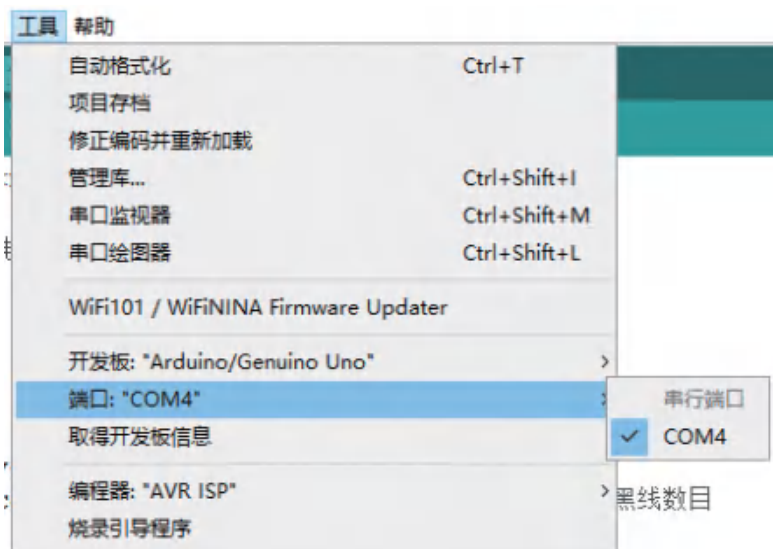 工具 帮助
自动格式化 Ctrl+T
项目存档
修正编码并重新加载
管理库... Ctrl+Shift+I
串口监视器 Ctrl+Shift+M
串口绘图器 Ctrl+Shift+L
WiFi101 / WiFiNINA Firmware Updater
开发板: "Arduino/Genuino Uno"
端口: "COM4"
串行端口
取得开发板信息
COM4
编程器: "AVR ISP"
黑线数目
烧录引导程序